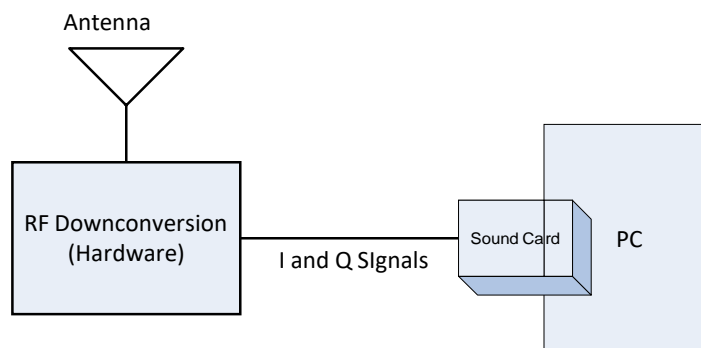 Antenna
RF Downconversion
(Hardware)
I and Q SIgnals
Sound Card
PC